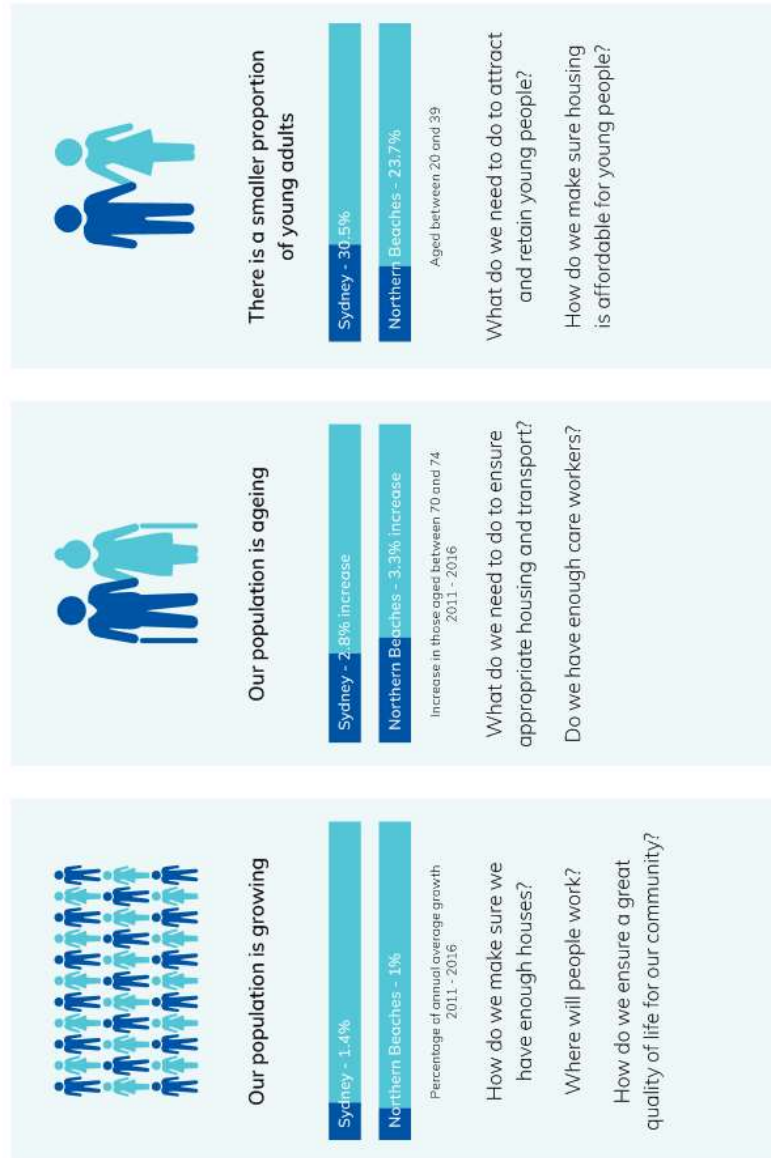 Our population is growing
Sydney - 1.4%
Northern Beaches - 1%
Percentage of annual average growth
2011 - 2016
How do we make sure we
have enough houses?
Where will people work?
How do we ensure a great
quality of life for our community?
Our population is ageing
Sydney - 2.8% increase
Northern Beaches - 3.3% increase
Increase in those aged between 70 and 74
2011 - 2016
What do we need to do to ensure
appropriate housing and transport?
Do we have enough care workers?
There is a smaller proportion
of young adults
Sydney - 30.5%
Northern Beaches - 23.7%
Aged between 20 and 39
What do we need to do to attract
and retain young people?
How do we make sure housing
is affordable for young people?